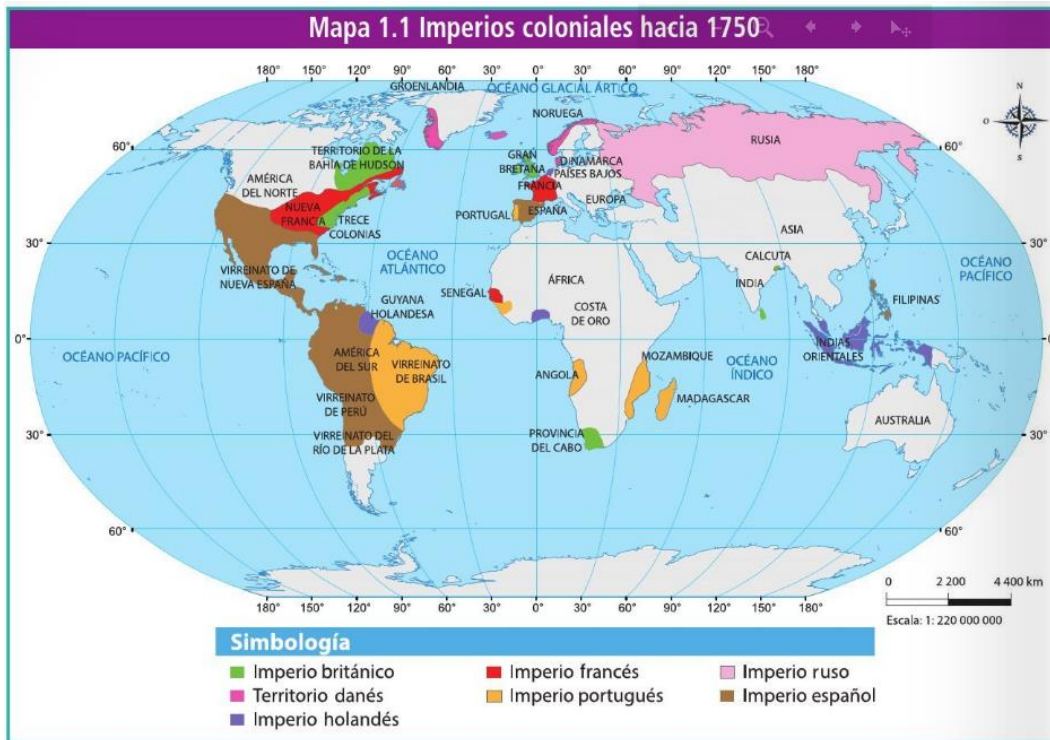 Mapa 1.1 Imperios coloniales hacia 1750
180° 150° 120° 90° 60° 30° 0° 30° 60° 90° 120° 150° 180°
GROENLANDIA
OCÉANO GLACIAL ÁRTICO
N
O
S
NORUEGA
RUSIA
60°
60°
TERRITORIO DE LA
BAHÍA DE HUDSON
GRAN
BRETAÑA
DINAMARCA
PAÍSES BAJOS
AMÉRICA
DEL NORTE
FRANCIA
EUROPA
NUEVA
FRANCIA
TRECE
COLONIAS
PORTUGAL
ESPAÑA
ASIA
30°
30°
OCÉANO
ATLÁNTICO
CALCUTA
OCÉANO
PACÍFICO
VIRREINATO DE
NUEVA ESPAÑA
ÁFRICA
INDIA
SENEGAL
FILIPINAS
GUYANA
HOLANDESA
COSTA
DE ORO
0°
0°
OCÉANO PACÍFICO
AMÉRICA
DEL SUR
VIRREINATO
DE BRASIL
MOZAMBIQUE
OCÉANO
ÍNDICO
INDIAS
ORIENTALES
ANGOLA
MADAGASCAR
VIRREINATO
DE PERÚ
AUSTRALIA
VIRREINATO DEL
RÍO DE LA PLATA
PROVINCIA
DEL CABO
30°
30°
60°
60°
180° 150° 120° 90° 60° 30° 0° 30° 60° 90° 120° 150° 180°
0 2 200 4 400 km
Escala: 1: 220 000 000
Simbología
Imperio británico
Imperio francés
Imperio ruso
Territorio danés
Imperio portugués
Imperio español
Imperio holandés